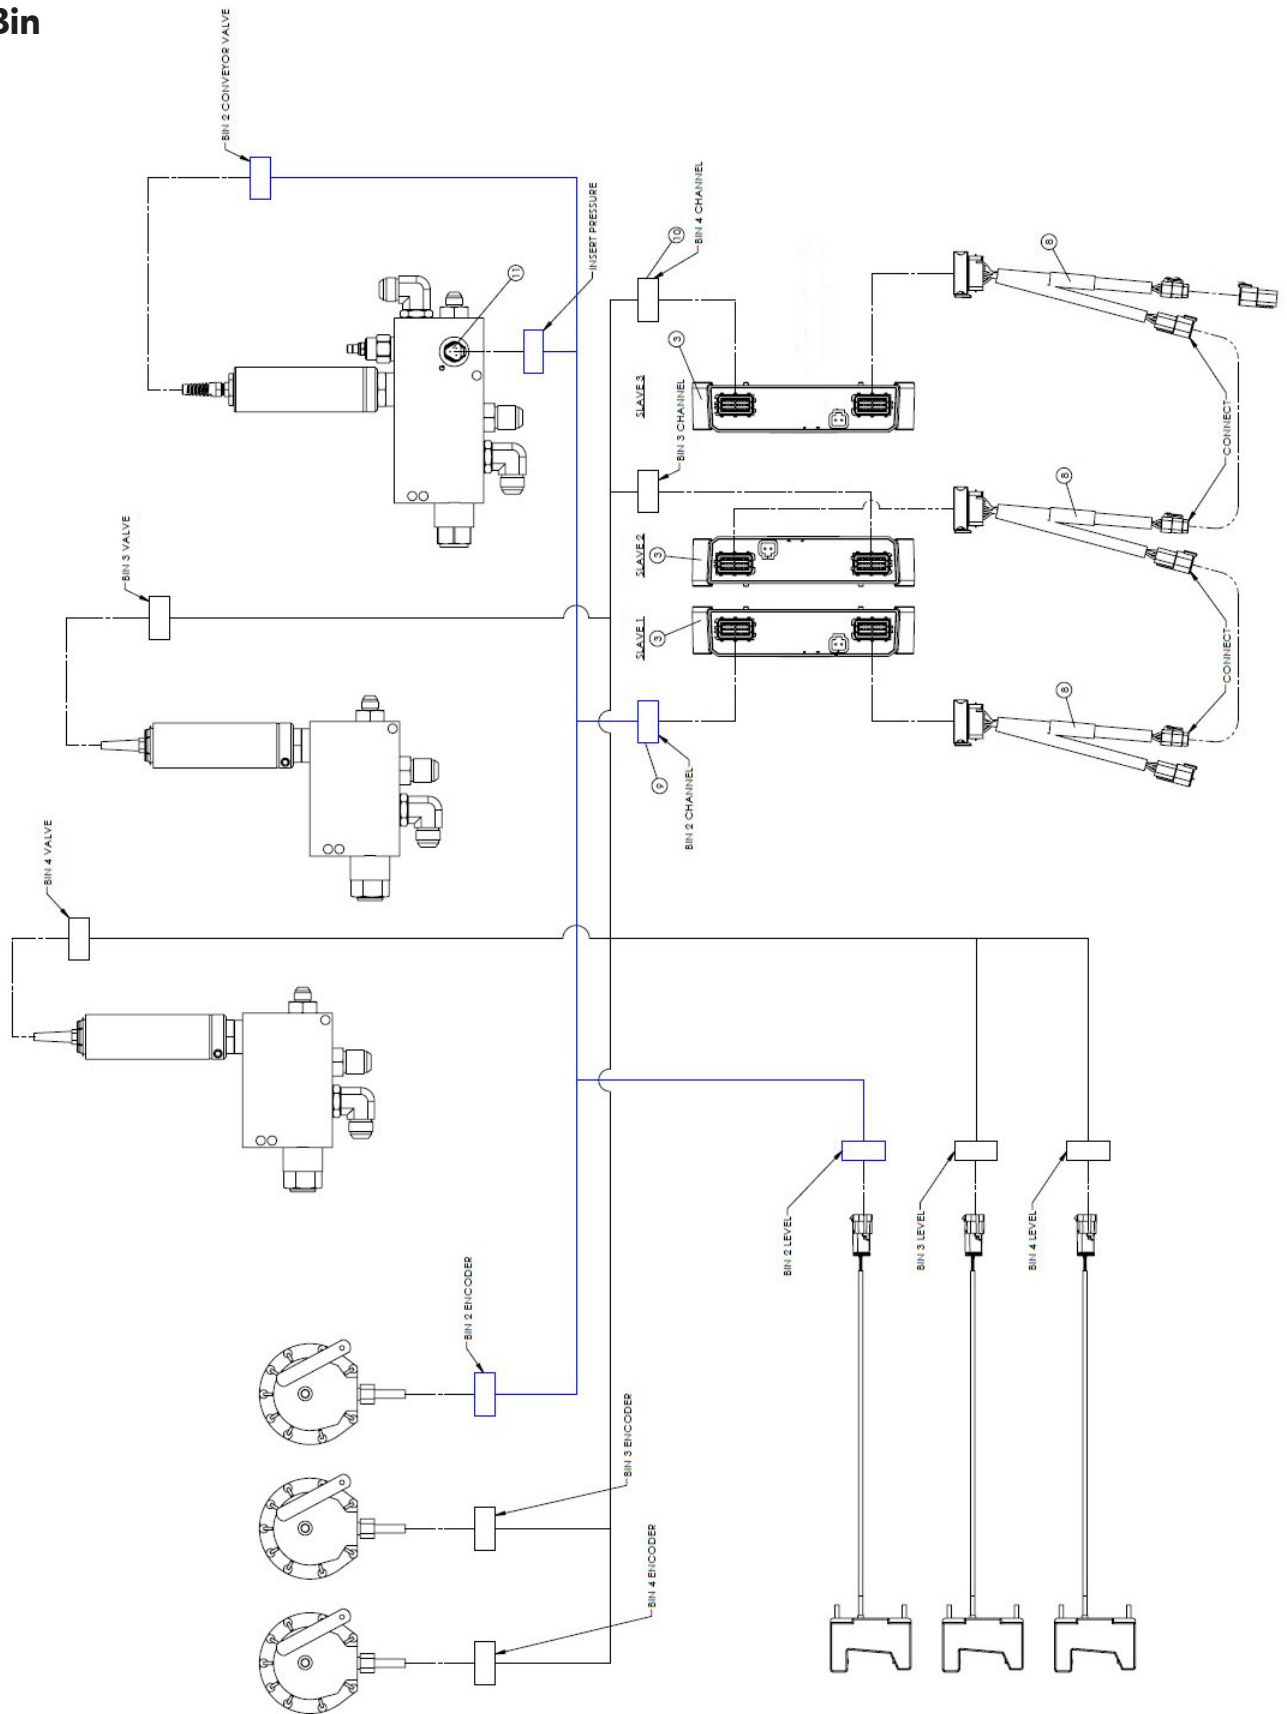 Bin
BIN 2 CONVEYOR VALVE
INSERT PRESSURE
11
BIN 4 CHANNEL
10
3
SLAVE 3
BIN 3 CHANNEL
8
CONNECT
BIN 3 VALVE
SLAVE 2
3
8
SLAVE 1
3
CONNECT
8
9
BIN 2 CHANNEL
BIN 4 VALVE
BIN 2 LEVEL
BIN 3 LEVEL
BIN 4 LEVEL
BIN 2 ENCODER
BIN 3 ENCODER
BIN 4 ENCODER